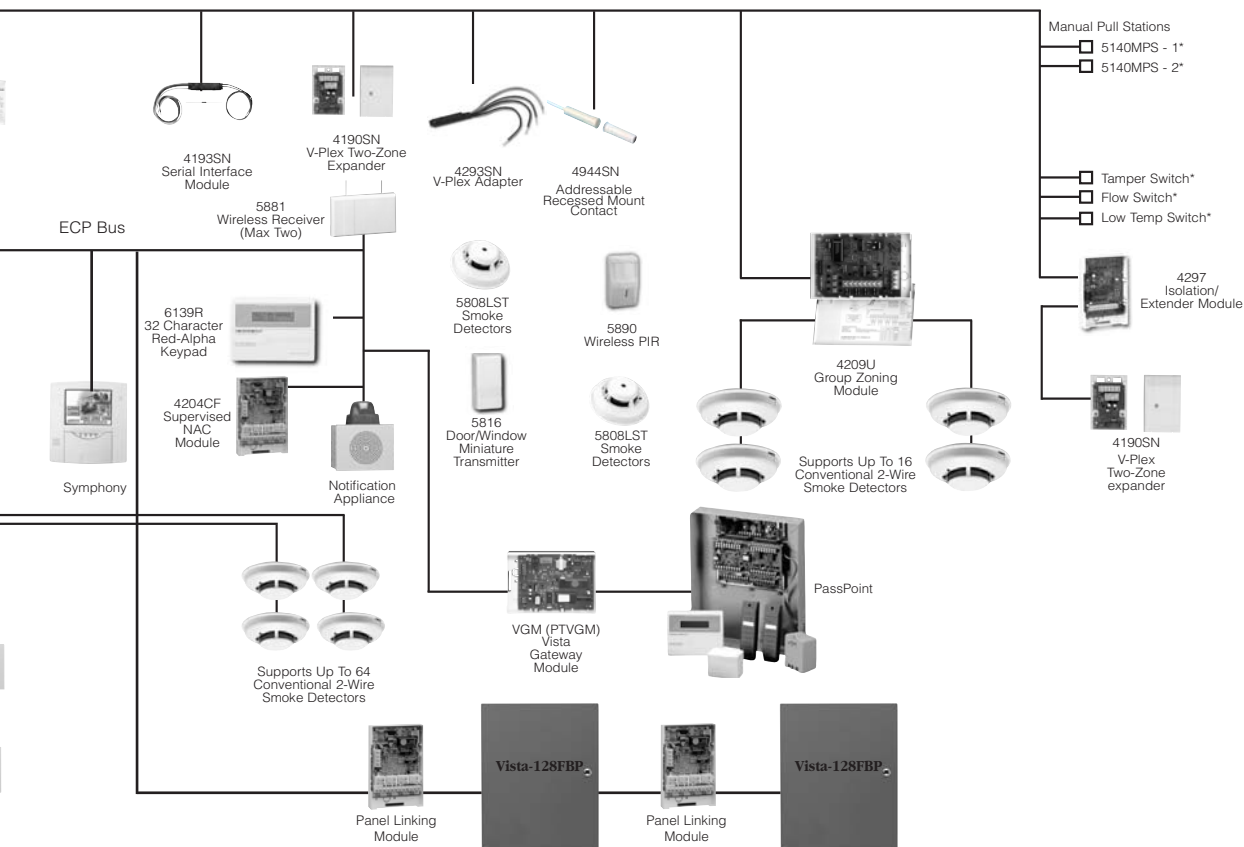 Manual Pull Stations
5140MPS - 1*
5140MPS - 2*
4193SN
Serial Interface
Module
4190SN
V-Plex Two-Zone
Expander
4293SN
V-Plex Adapter
4944SN
Addressable
Recessed Mount
Contact
Tamper Switch*
Flow Switch*
Low Temp Switch*
5881
Wireless Receiver
(Max Two)
ECP Bus
4297
Isolation/
Extender Module
6139R
32 Character
Red-Alpha
Keypad
5808LST
Smoke
Detectors
5890
Wireless PIR
4209U
Group Zoning
Module
4204CF
Supervised
NAC
Module
5816
Door/Window
Miniature
Transmitter
5808LST
Smoke
Detectors
4190SN
V-Plex
Two-Zone
expander
Supports Up To 16
Conventional 2-Wire
Smoke Detectors
Symphony
Notification
Appliance
PassPoint
VGM (PTVGM)
Vista
Gateway
Module
Supports Up To 64
Conventional 2-Wire
Smoke Detectors
Vista-128FBP
Vista-128FBP
Panel Linking
Module
Panel Linking
Module